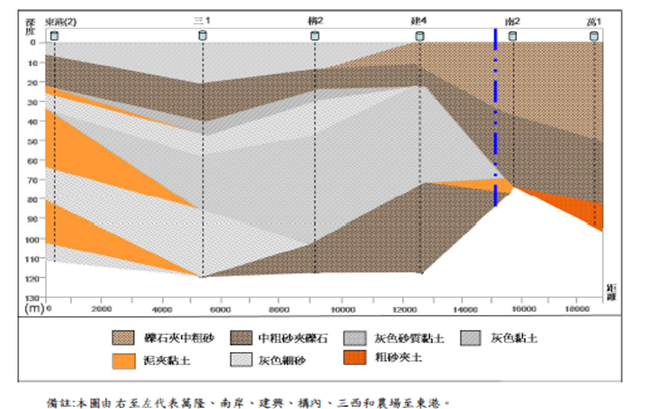 深度 東港(2) 三1 構2 建4 南2 萬1
0
10
20
30
40
50
60
70
80
90
100
110
120
130
(m) 0 2000 4000 6000 8000 10000 12000 14000 16000 18000 距離
礫石夾中粗砂 中粗砂夾礫石 灰色砂質黏土 灰色黏土
泥夾黏土 灰色細砂 粗砂夾土
備註:本圖由右至左代表萬隆、南岸、建興、構內、三西和農場至東港。